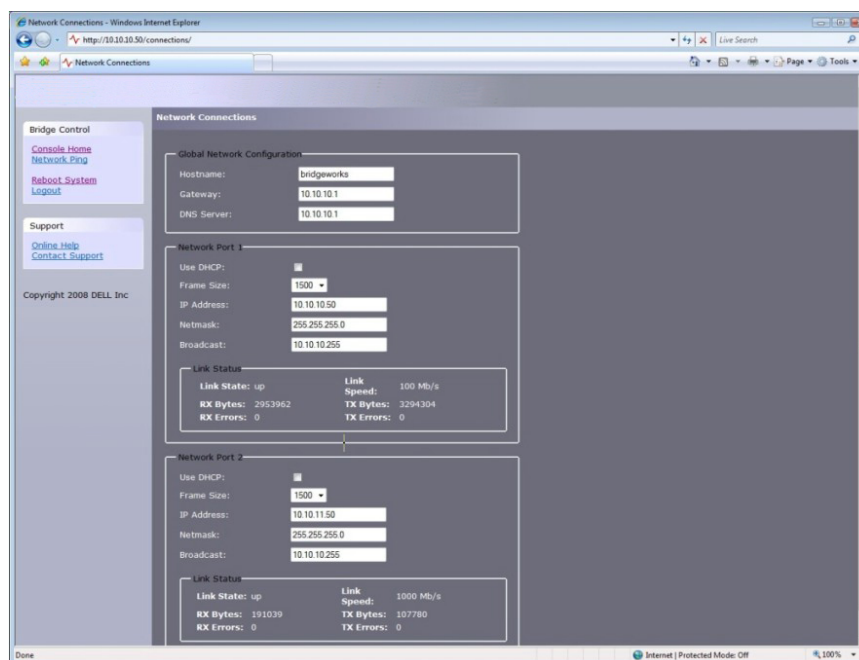 Network Connections - Windows Internet Explorer
http://10.10.10.50/connections/
Live Search
Network Connections
Page
Tools
Network Connections
Bridge Control
Console Home
Network Ping
Reboot System
Logout
Support
Online Help
Contact Support
Copyright 2008 DELL Inc
Global Network Configuration
Hostname: bridgeworks
Gateway: 10.10.10.1
DNS Server: 10.10.10.1
Network Port 1
Use DHCP:
Frame Size: 1500
IP Address: 10.10.10.50
Netmask: 255.255.255.0
Broadcast: 10.10.10.255
Link Status
Link State: up Link Speed: 100 Mb/s
RX Bytes: 2953962 TX Bytes: 3294304
RX Errors: 0 TX Errors: 0
Network Port 2
Use DHCP:
Frame Size: 1500
IP Address: 10.10.11.50
Netmask: 255.255.255.0
Broadcast: 10.10.10.255
Link Status
Link State: up Link Speed: 1000 Mb/s
RX Bytes: 191039 TX Bytes: 107780
RX Errors: 0 TX Errors: 0
Done
Internet | Protected Mode: Off
100%